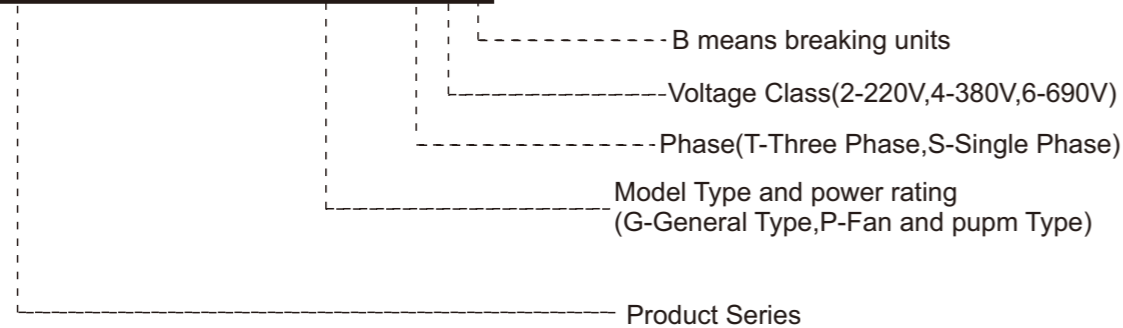 B means breaking units
Voltage Class(2-220V,4-380V,6-690V)
Phase(T-Three Phase,S-Single Phase)
Model Type and power rating
(G-General Type,P-Fan and pupm Type)
Product Series